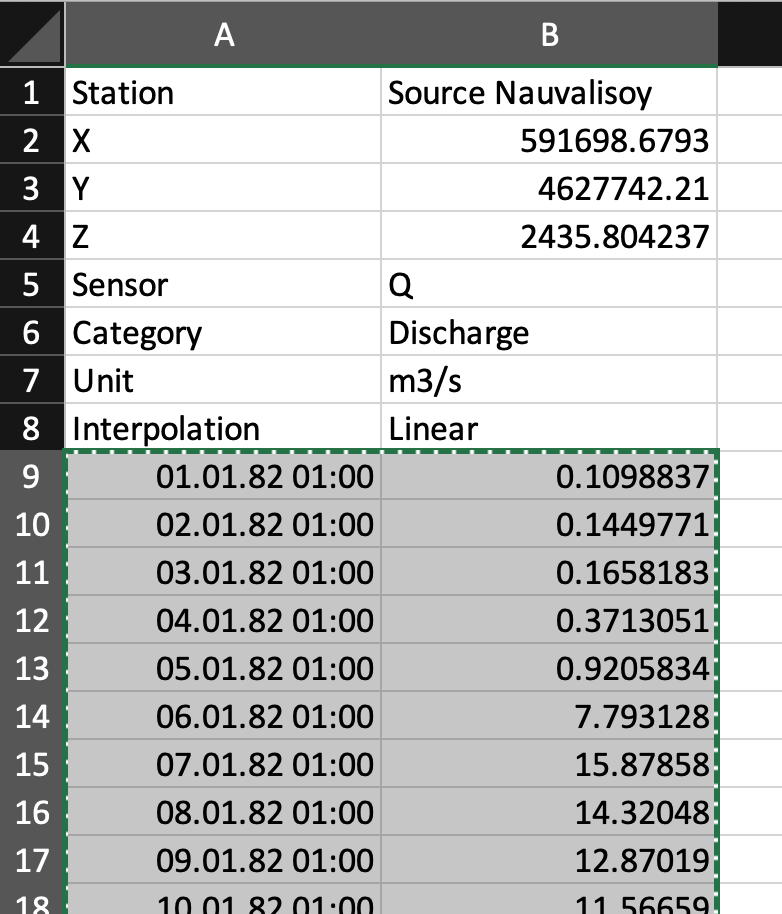 A B
1 Station Source Nauvalisoy
2 X 591698.6793
3 Y 4627742.21
4 Z 2435.804237
5 Sensor Q
6 Category Discharge
7 Unit m3/s
8 Interpolation Linear
9 01.01.82 01:00 0.1098837
10 02.01.82 01:00 0.1449771
11 03.01.82 01:00 0.1658183
12 04.01.82 01:00 0.3713051
13 05.01.82 01:00 0.9205834
14 06.01.82 01:00 7.793128
15 07.01.82 01:00 15.87858
16 08.01.82 01:00 14.32048
17 09.01.82 01:00 12.87019
18 10.01.82 01:00 11.56659